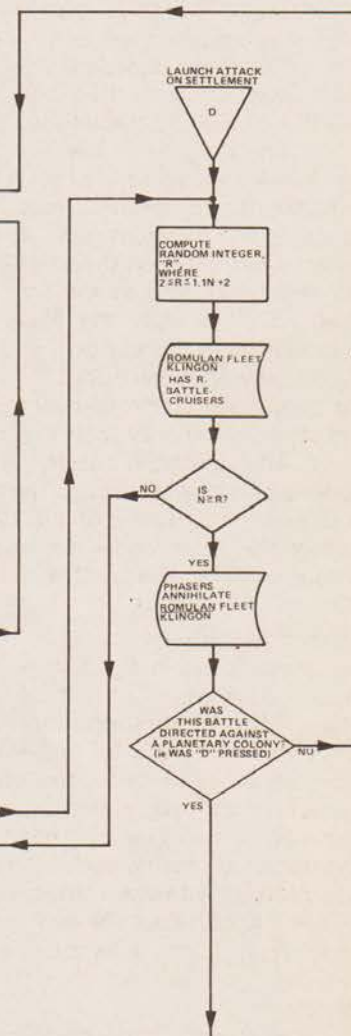 LAUNCH ATTACK
ON SETTLEMENT
D
COMPUTE
RANDOM INTEGER,
"R",
WHERE
2≤R≤1.1N+2
ROMULAN FLEET
KLINGON
HAS R-
BATTLE-
CRUISERS
IS
N≥R?
NO
YES
PHASERS
ANNIHILATE
ROMULAN FLEET
KLINGON
WAS
THIS BATTLE
DIRECTED AGAINST
A PLANETARY COLONY?
(ie WAS "D" PRESSED)
NO
YES